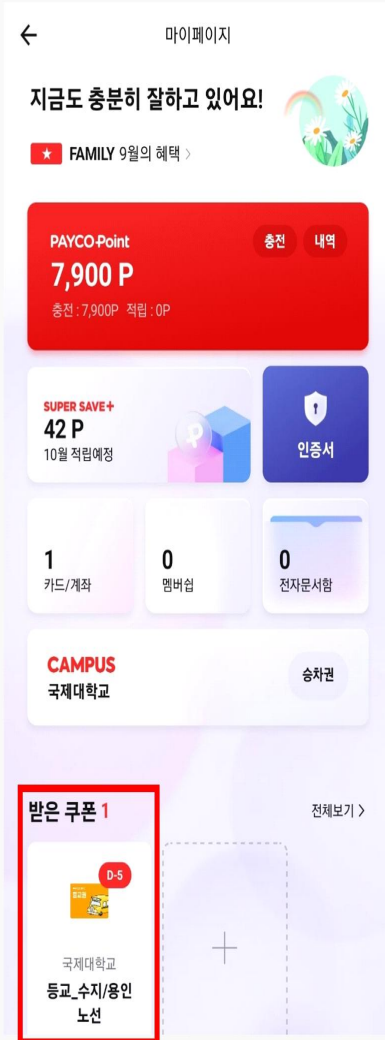 마이페이지
지금도 충분히 잘하고 있어요!
FAMILY 9월의 혜택 >
PAYCO Point
충전 내역
7,900 P
충전 : 7,900P 적립 : 0P
SUPER SAVE+
42 P
10월 적립예정
인증서
1
카드/계좌
0
멤버십
0
전자문서함
CAMPUS
국제대학교
승차권
받은 쿠폰 1
전체보기 >
D-5
등교용
국제대학교
등교_수지/용인
노선